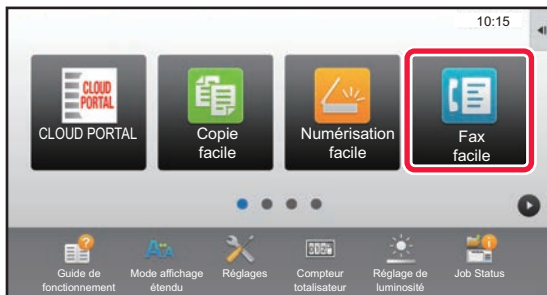 10:15
CLOUD
PORTAL
CLOUD PORTAL
Copie
facile
Numérisation
facile
Fax
facile
Guide de
fonctionnement
Mode affichage
étendu
Réglages
Compteur
totalisateur
Réglage de
luminosité
Job Status